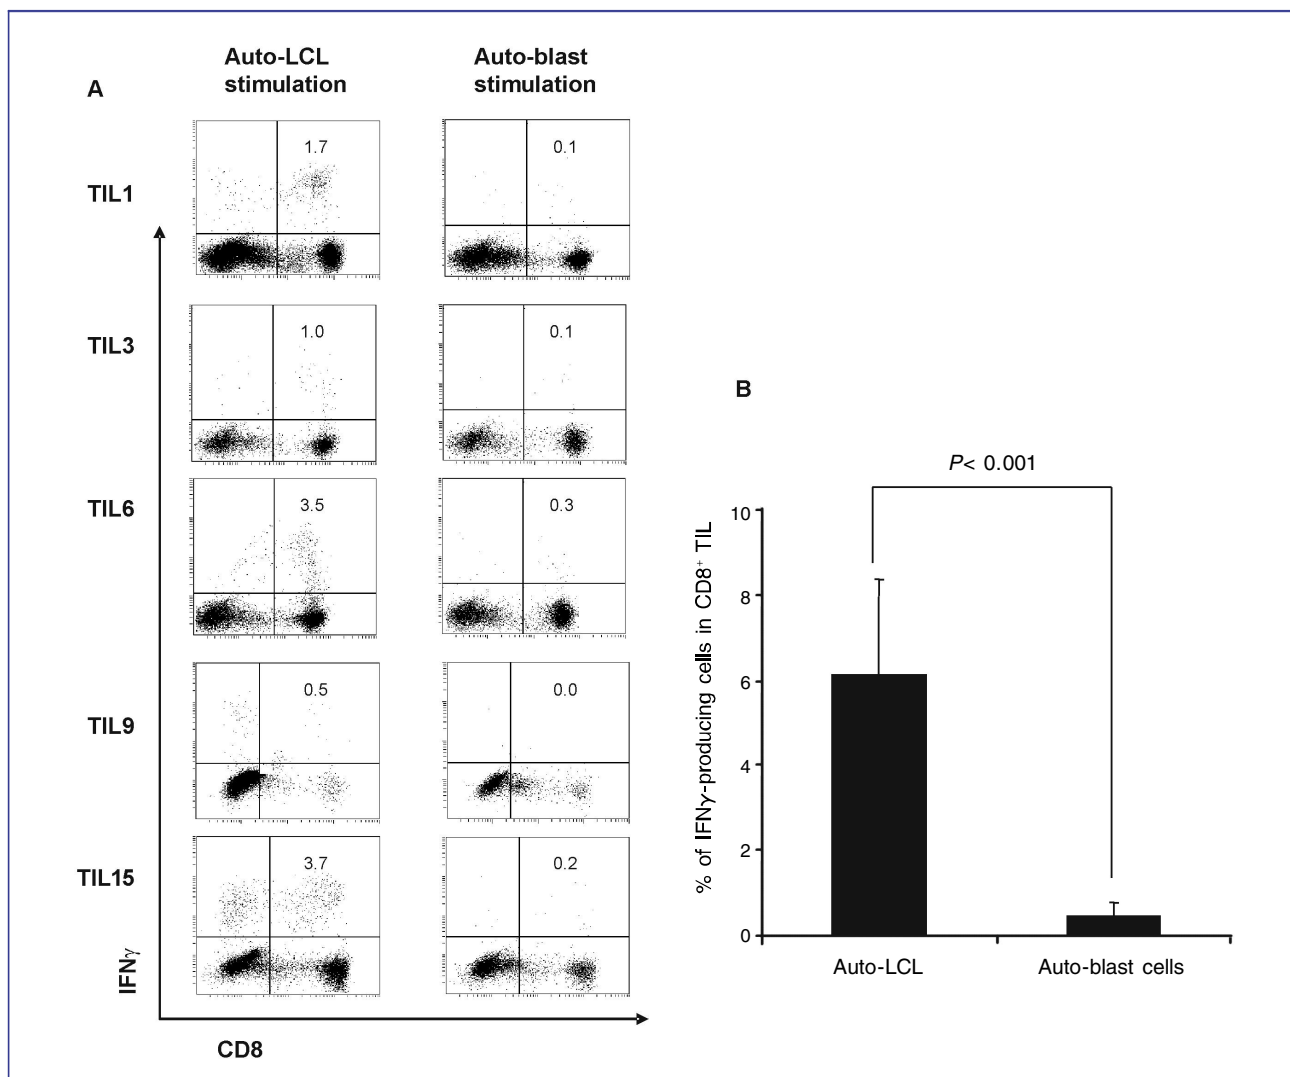 A
Auto-LCL
stimulation
Auto-blast
stimulation
TIL1
1.7
0.1
TIL3
1.0
0.1
TIL6
3.5
0.3
TIL9
0.5
0.0
TIL15
3.7
0.2
IFNγ
CD8
B
P< 0.001
% of IFNγ-producing cells in CD8⁺ TIL
10
8
6
4
2
0
Auto-LCL
Auto-blast cells